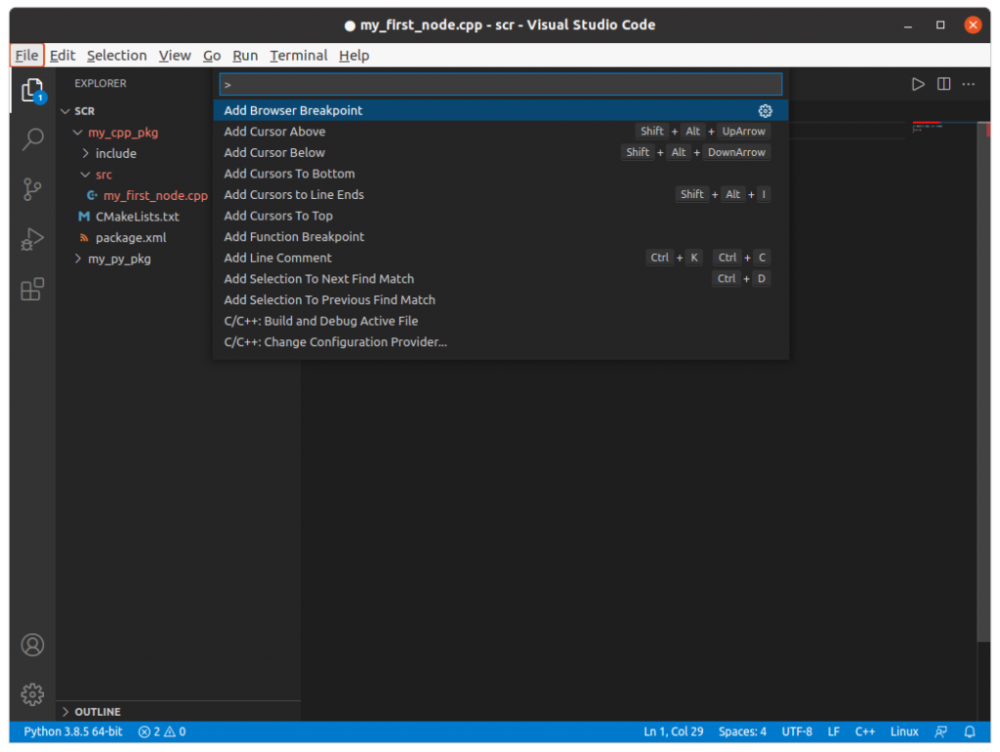 ● my_first_node.cpp - scr - Visual Studio Code
File Edit Selection View Go Run Terminal Help
1
EXPLORER
SCR
my_cpp_pkg
include
src
my_first_node.cpp
M CMakeLists.txt
package.xml
my_py_pkg
OUTLINE
>
Add Browser Breakpoint
Add Cursor Above Shift + Alt + UpArrow
Add Cursor Below Shift + Alt + DownArrow
Add Cursors To Bottom
Add Cursors to Line Ends Shift + Alt + I
Add Cursors To Top
Add Function Breakpoint
Add Line Comment Ctrl + K Ctrl + C
Add Selection To Next Find Match Ctrl + D
Add Selection To Previous Find Match
C/C++: Build and Debug Active File
C/C++: Change Configuration Provider...
Python 3.8.5 64-bit 2 0 Ln 1, Col 29 Spaces: 4 UTF-8 LF C++ Linux